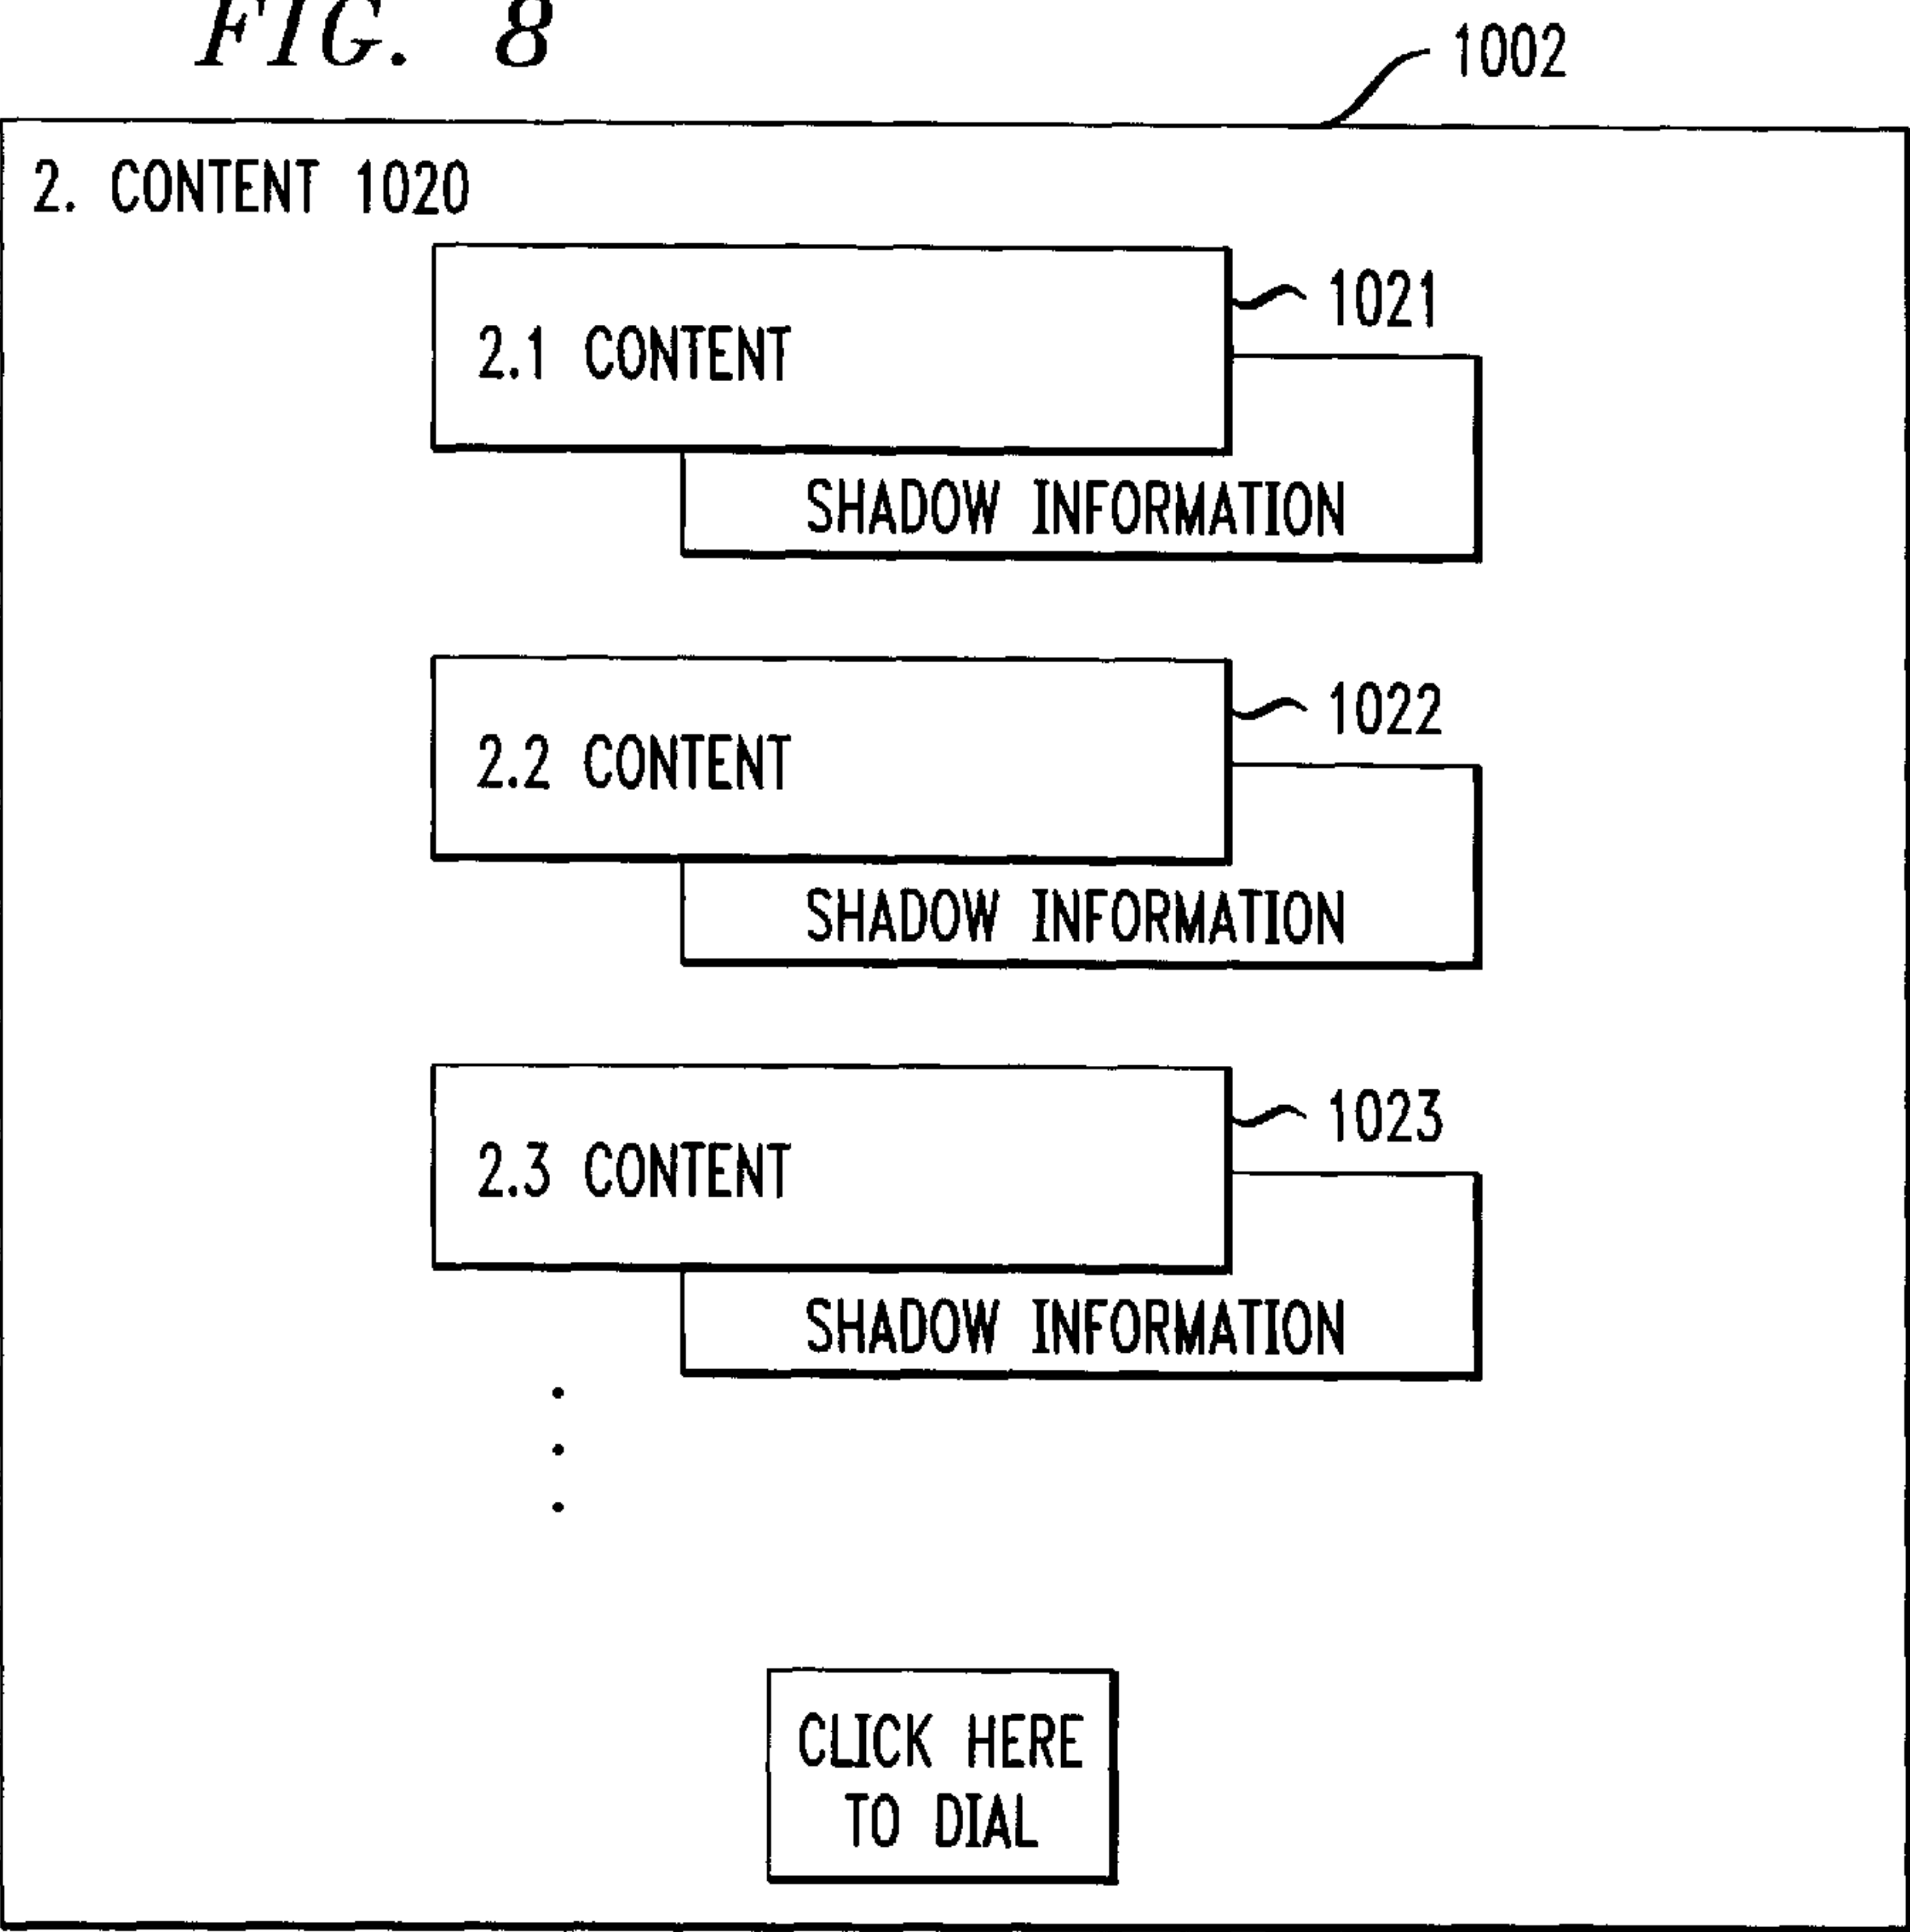 FIG. 8
1002
2. CONTENT 1020
1021
2.1 CONTENT
SHADOW INFORMATION
1022
2.2 CONTENT
SHADOW INFORMATION
1023
2.3 CONTENT
SHADOW INFORMATION
CLICK HERE
TO DIAL